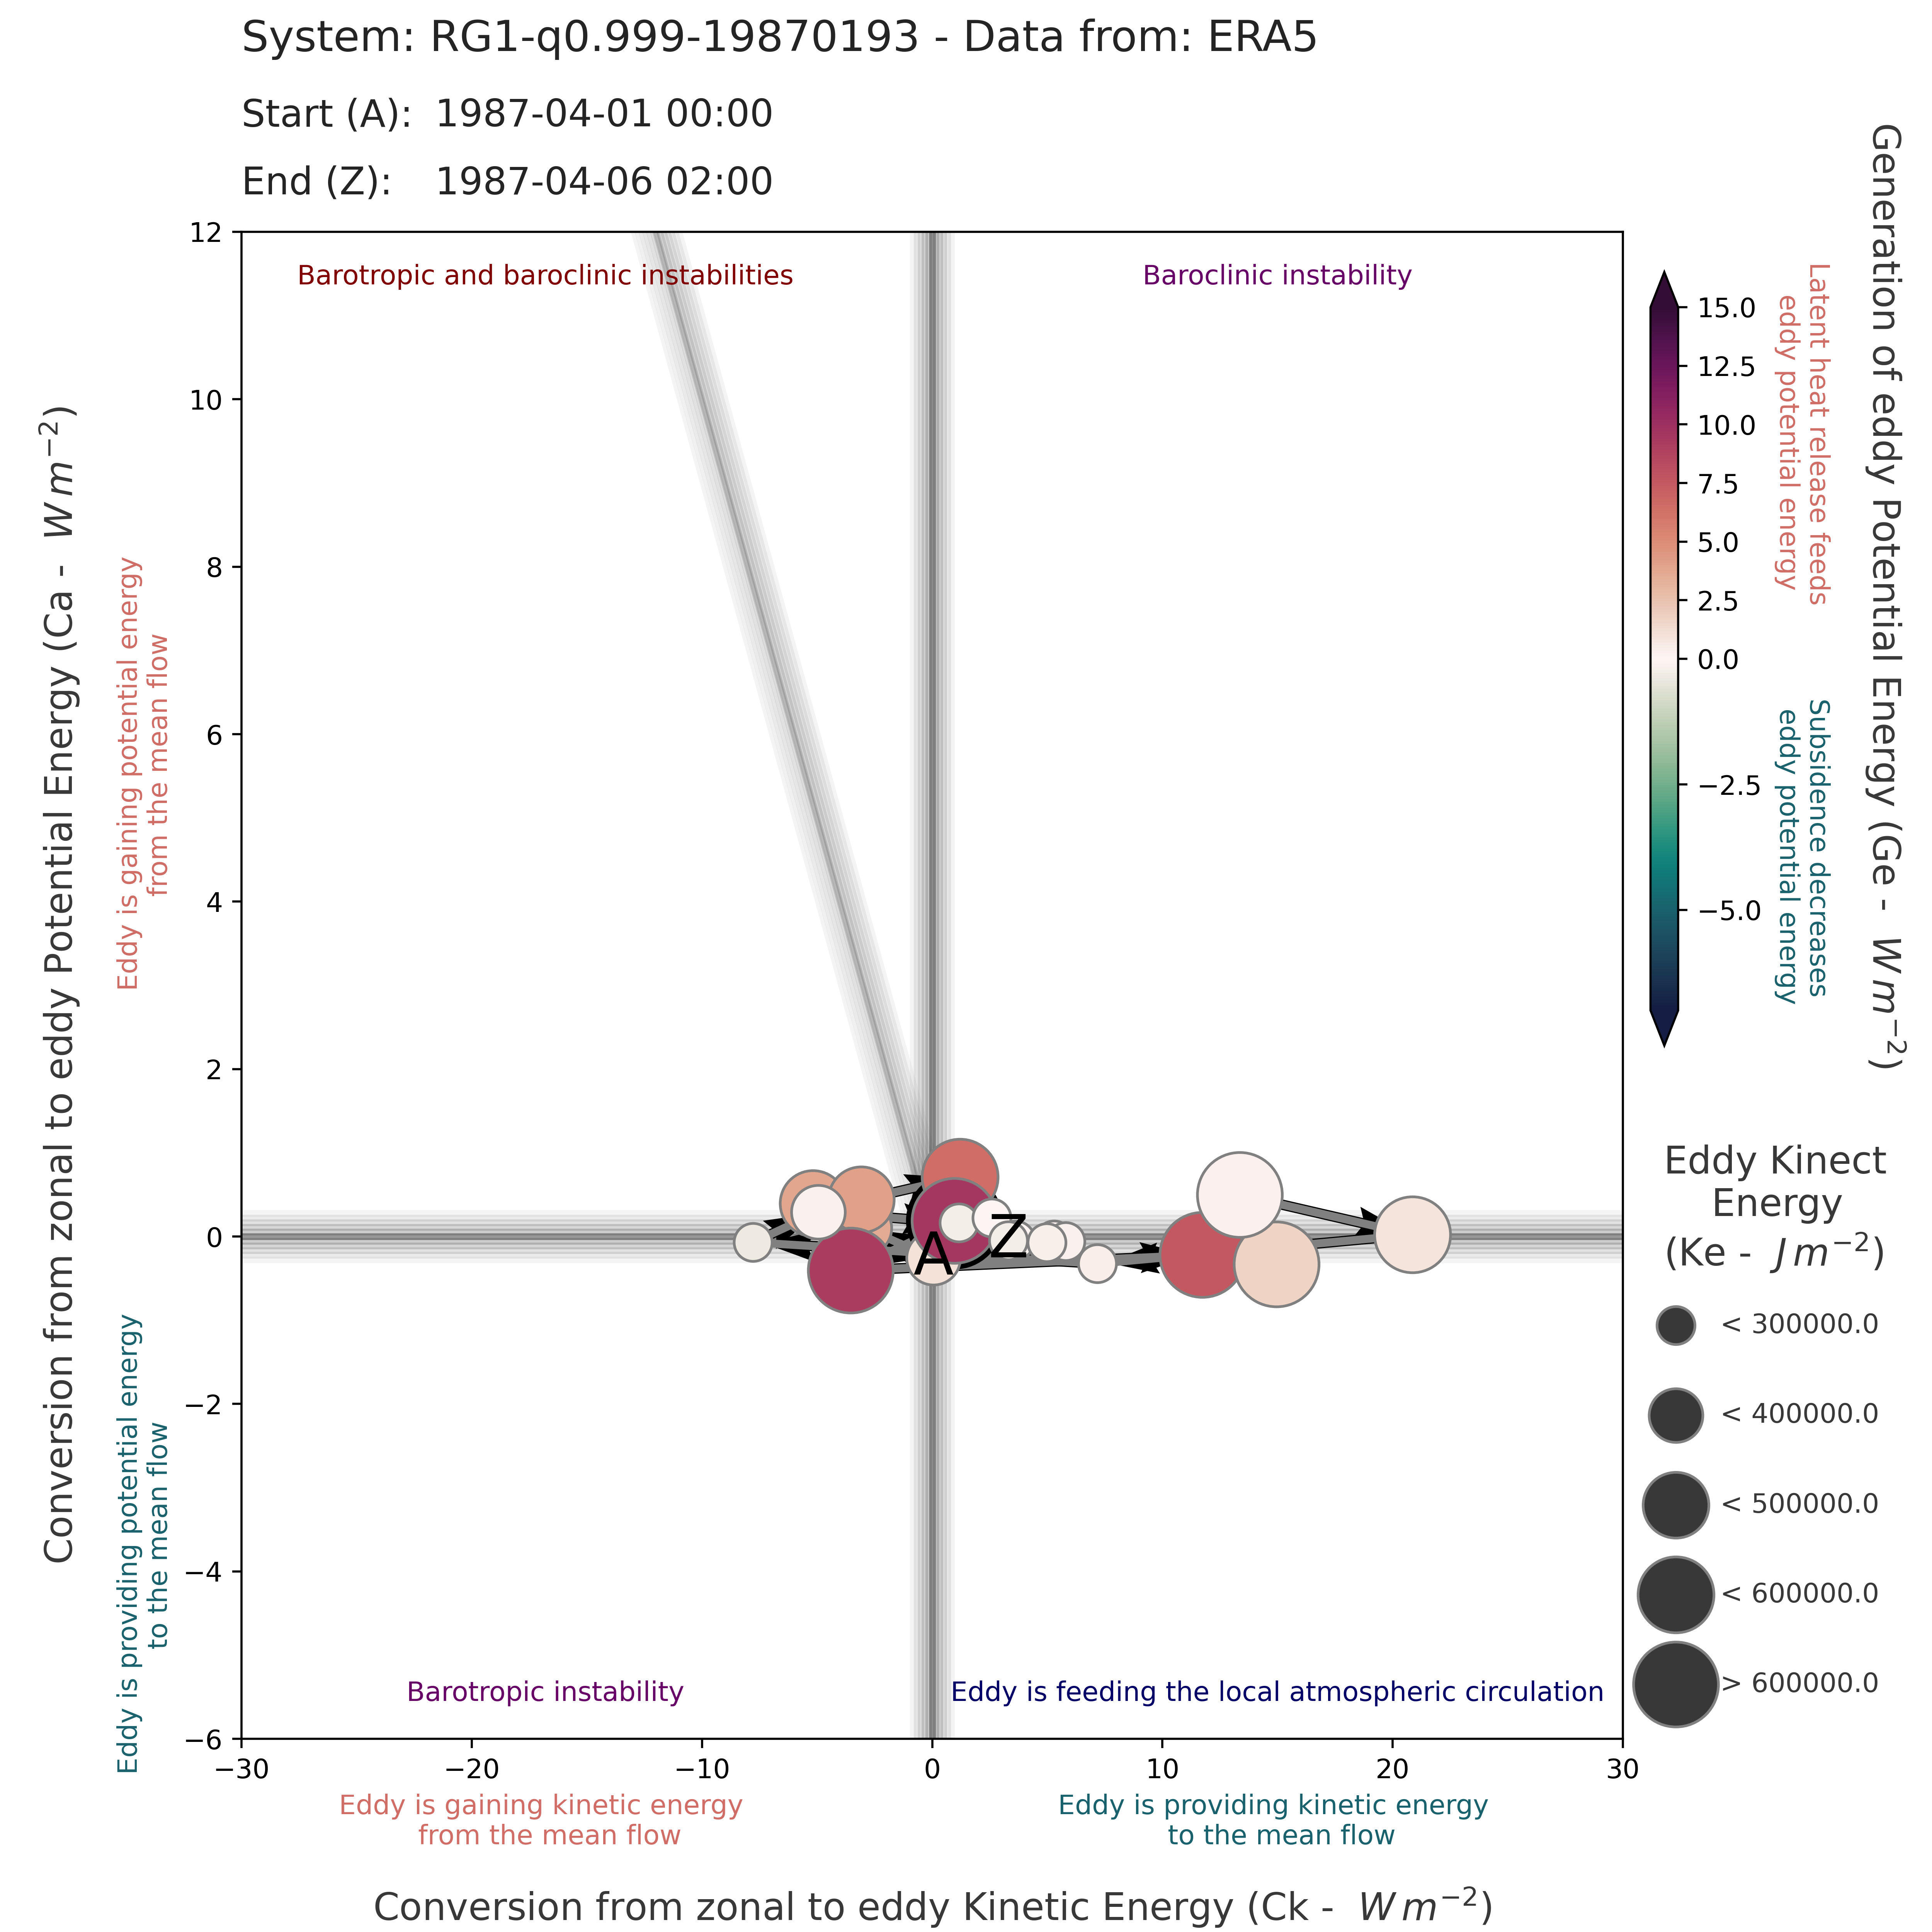 System: RG1-q0.999-19870193 - Data from: ERA5
Start (A): 1987-04-01 00:00
End (Z): 1987-04-06 02:00
Barotropic and baroclinic instabilities
Baroclinic instability
Barotropic instability
Eddy is feeding the local atmospheric circulation
A
Z
12
10
8
6
4
2
0
−2
−4
−6
−30
−20
−10
0
10
20
30
Conversion from zonal to eddy Potential Energy (Ca - W m⁻²)
Eddy is gaining potential energy
from the mean flow
Eddy is providing potential energy
to the mean flow
Eddy is gaining kinetic energy
from the mean flow
Eddy is providing kinetic energy
to the mean flow
Conversion from zonal to eddy Kinetic Energy (Ck - W m⁻²)
15.0
12.5
10.0
7.5
5.0
2.5
0.0
−2.5
−5.0
Latent heat release feeds
eddy potential energy
Subsidence decreases
eddy potential energy
Generation of eddy Potential Energy (Ge - W m⁻²)
Eddy Kinect
Energy
(Ke - J m⁻²)
< 300000.0
< 400000.0
< 500000.0
< 600000.0
> 600000.0